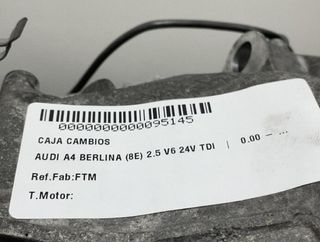 0000000000095145
CAJA CAMBIOS
AUDI A4 BERLINA (8E) 2.5 V6 24V TDI | 0.00 - ...
Ref.Fab:FTM
T.Motor: